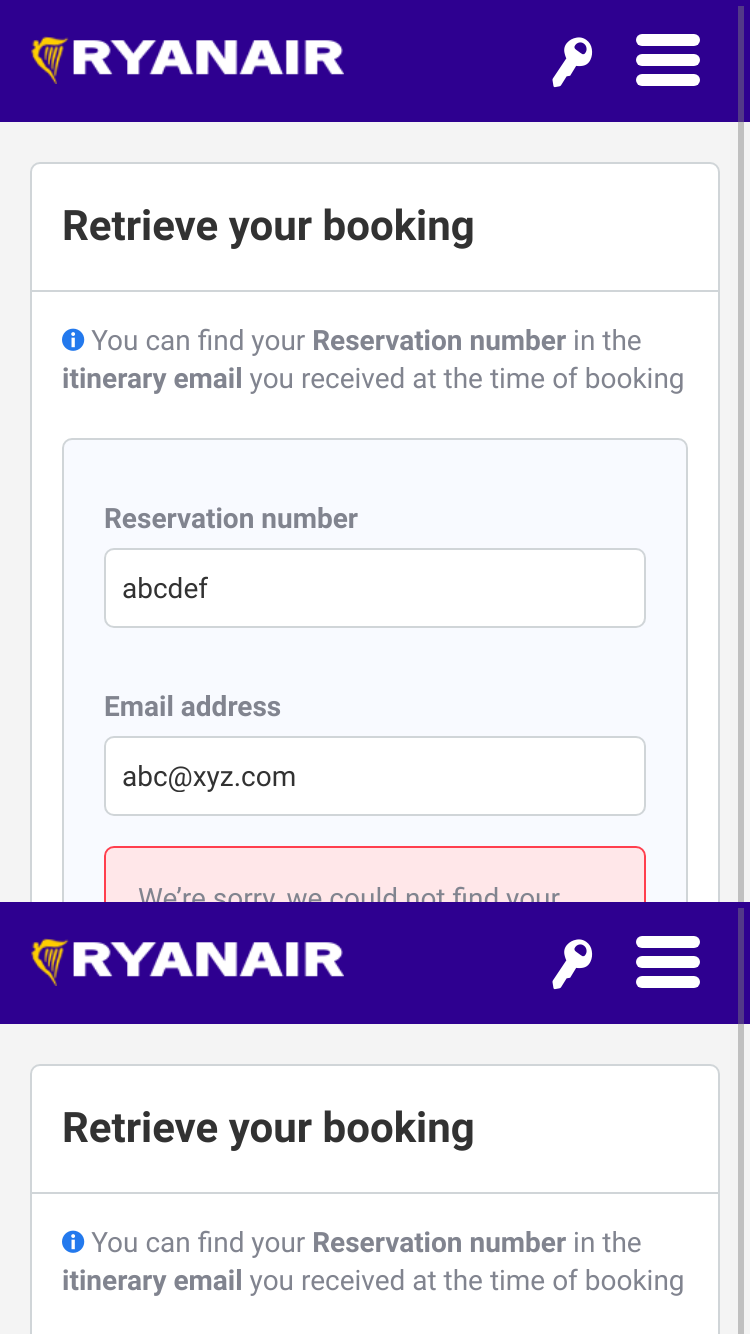 RYANAIR
Retrieve your booking
You can find your Reservation number in the
itinerary email you received at the time of booking
Reservation number
abcdef
Email address
abc@xyz.com
We’re sorry, we could not find your
RYANAIR
Retrieve your booking
You can find your Reservation number in the
itinerary email you received at the time of booking